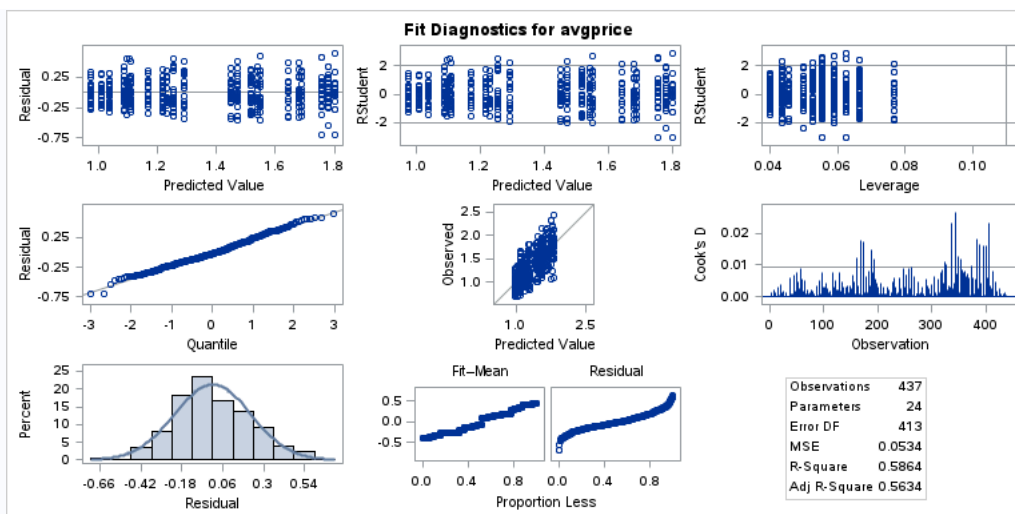 Fit Diagnostics for avgprice
Residual
0.25
-0.25
-0.75
1.0 1.2 1.4 1.6 1.8
Predicted Value
RStudent
2
0
-2
1.0 1.2 1.4 1.6 1.8
Predicted Value
RStudent
2
0
-2
0.04 0.06 0.08 0.10
Leverage
Residual
0.25
-0.25
-0.75
-3 -2 -1 0 1 2 3
Quantile
Observed
2.5
2.0
1.5
1.0
1.0 2.5
Predicted Value
Cook's D
0.02
0.01
0.00
0 100 200 300 400
Observation
Percent
25
20
15
10
5
0
-0.66 -0.42 -0.18 0.06 0.3 0.54
Residual
Fit–Mean Residual
0.5
0.0
-0.5
0.0 0.4 0.8 0.0 0.4 0.8
Proportion Less
Observations 437
Parameters 24
Error DF 413
MSE 0.0534
R-Square 0.5864
Adj R-Square 0.5634